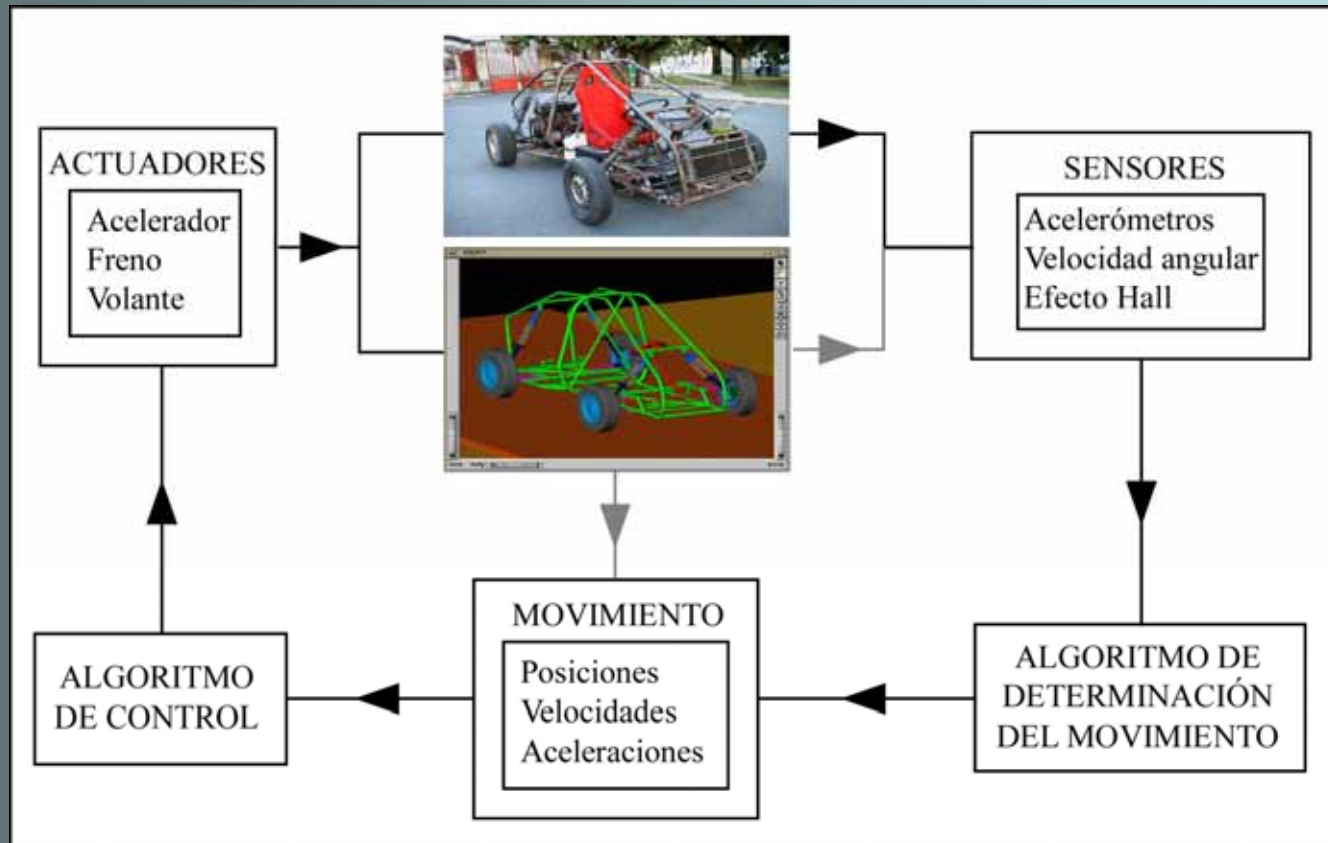 ACTUADORES
Acelerador
Freno
Volante
SENSORES
Acelerómetros
Velocidad angular
Efecto Hall
MOVIMIENTO
Posiciones
Velocidades
Aceleraciones
ALGORITMO
DE CONTROL
ALGORITMO DE
DETERMINACIÓN
DEL MOVIMIENTO